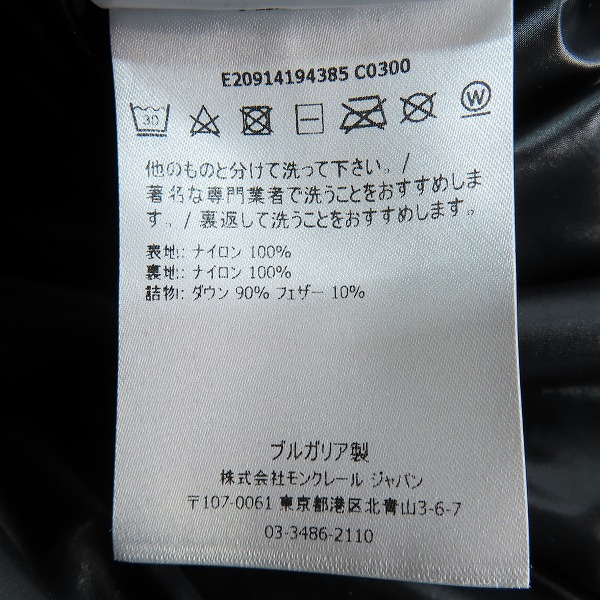 E20914194385 C0300
30 W
他のものと分けて洗って下さい。/
著名な専門業者で洗うことをおすすめしま
す。/ 裏返して洗うことをおすすめします。
表地: ナイロン 100%
裏地: ナイロン 100%
詰物: ダウン 90% フェザー 10%
ブルガリア製
株式会社モンクレール ジャパン
〒107-0061 東京都港区北青山3-6-7
03-3486-2110